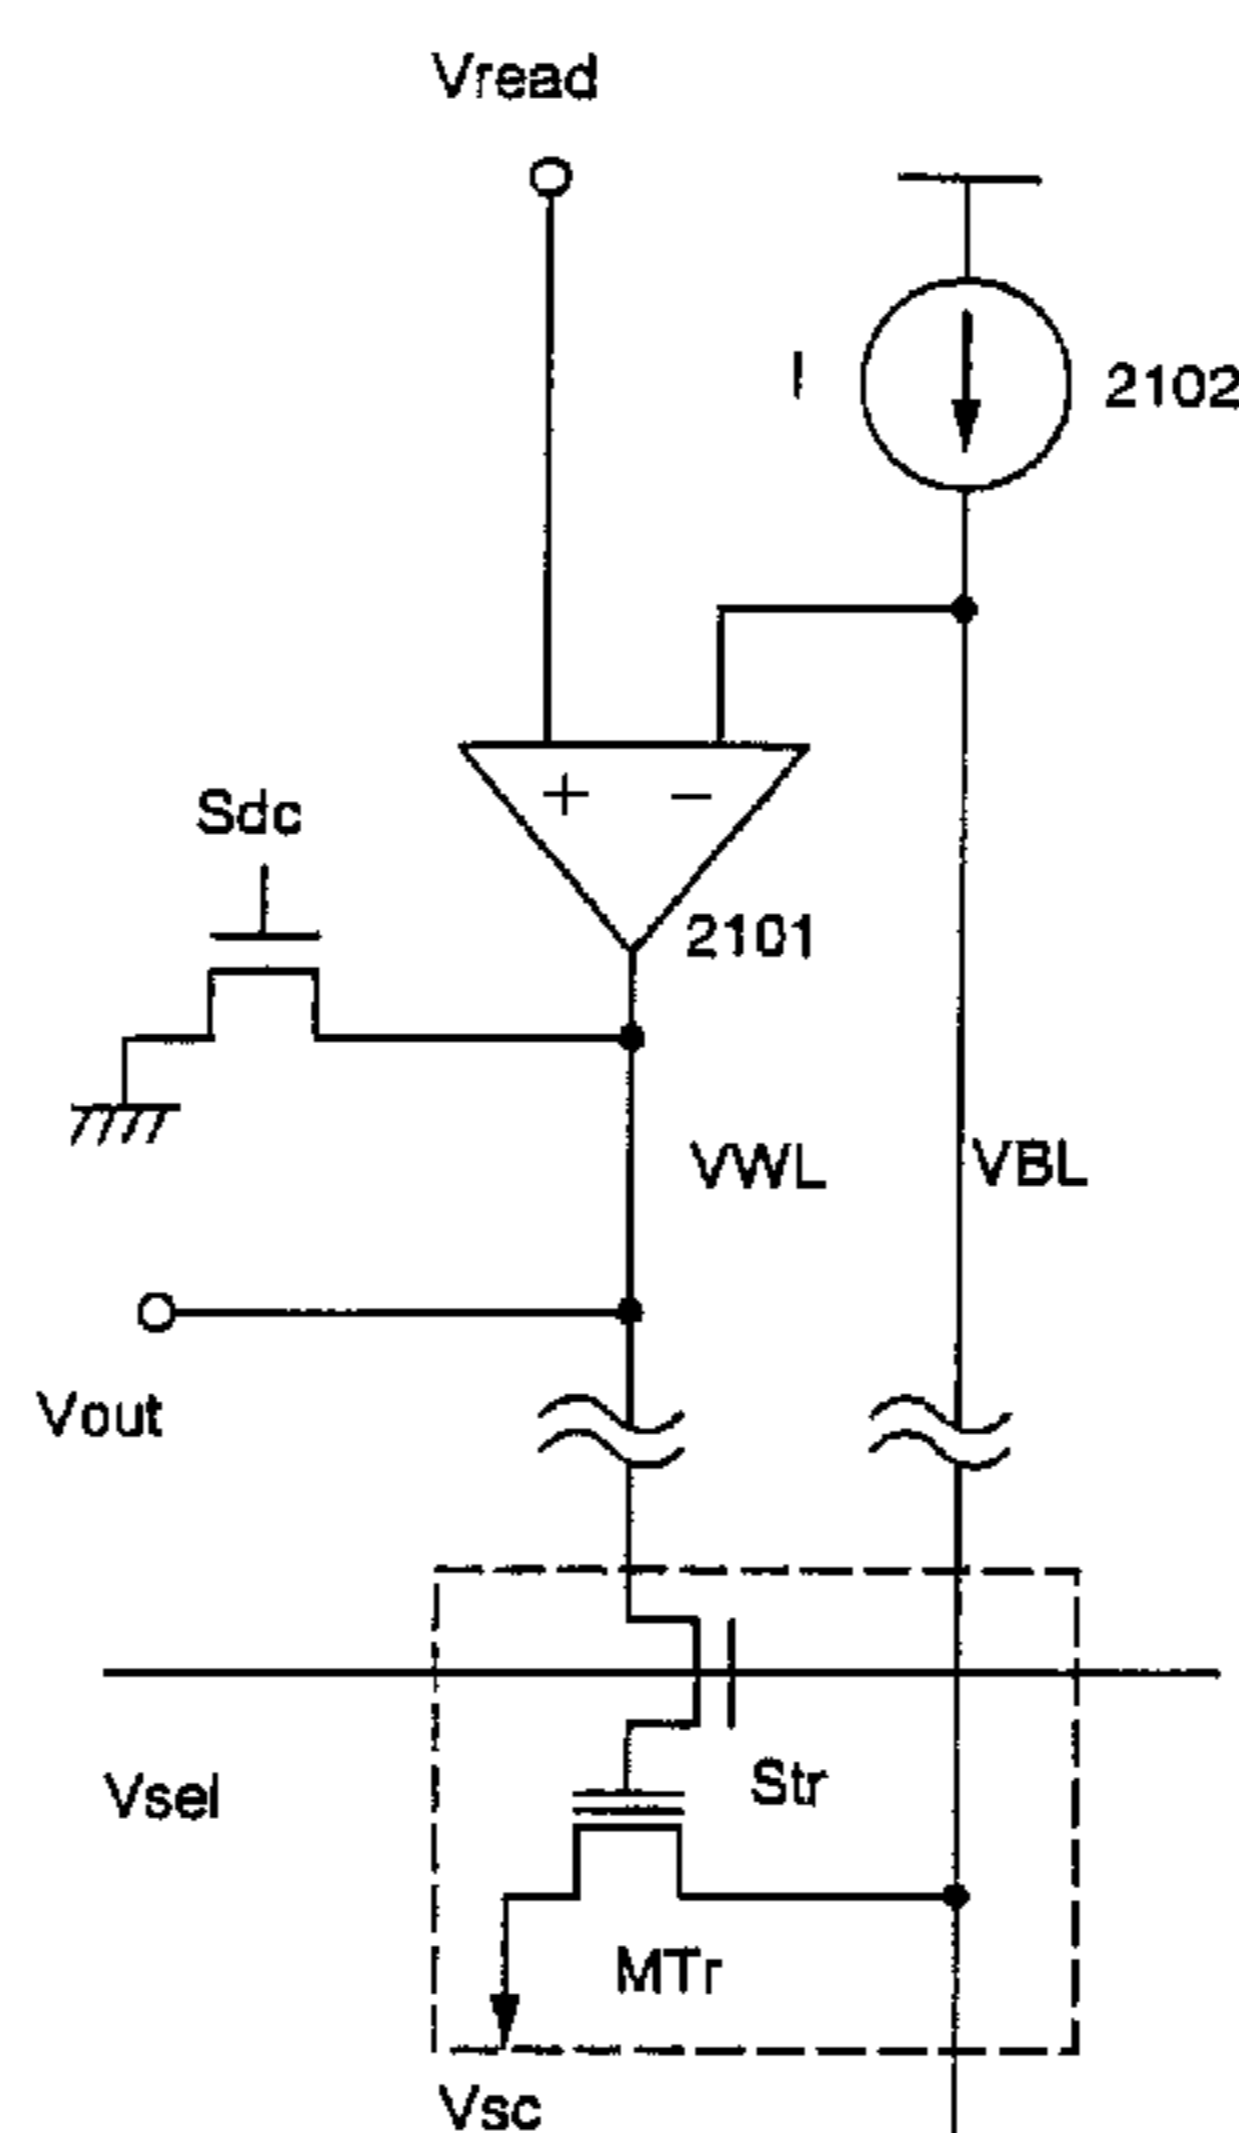 Vread
I
2102
+ −
Sdc
2101
VWL
VBL
Vout
Vsel
Str
MTr
Vsc